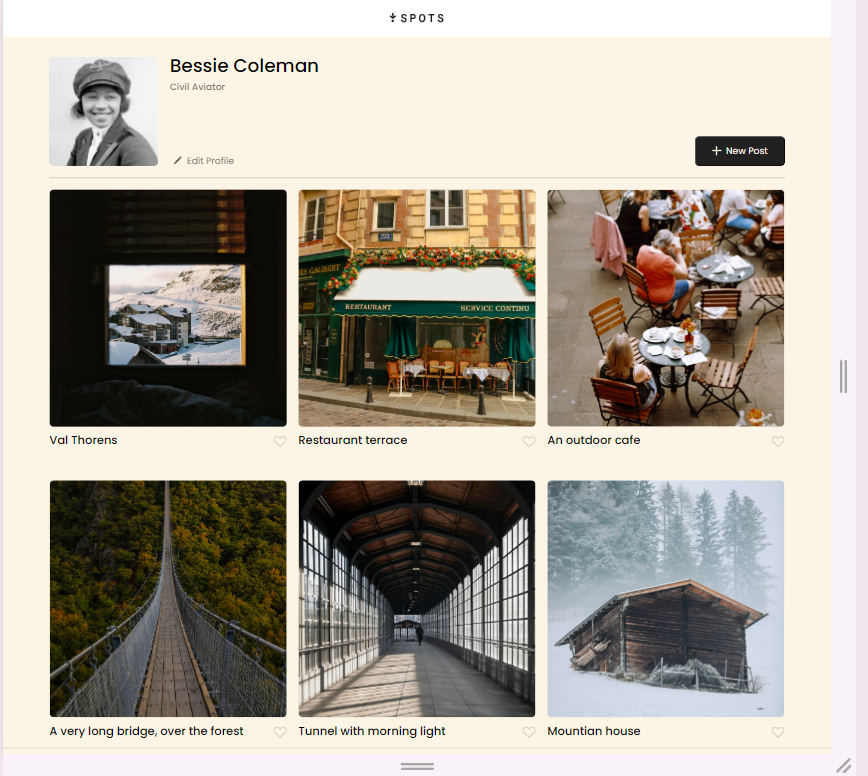 SPOTS
Bessie Coleman
Civil Aviator
Edit Profile
New Post
RESTAURANT SERVICE CONTINU
Val Thorens
Restaurant terrace
An outdoor cafe
A very long bridge, over the forest
Tunnel with morning light
Mountian house